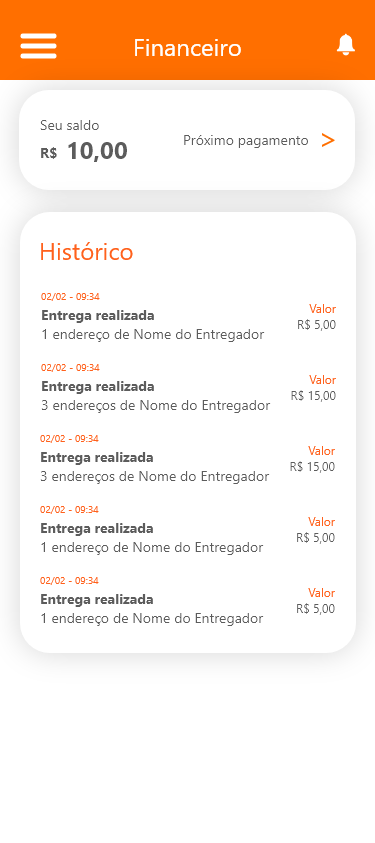 Financeiro
Seu saldo
R$ 10,00
Próximo pagamento >
Histórico
02/02 - 09:34
Entrega realizada
1 endereço de Nome do Entregador
Valor
R$ 5,00
02/02 - 09:34
Entrega realizada
3 endereços de Nome do Entregador
Valor
R$ 15,00
02/02 - 09:34
Entrega realizada
3 endereços de Nome do Entregador
Valor
R$ 15,00
02/02 - 09:34
Entrega realizada
1 endereço de Nome do Entregador
Valor
R$ 5,00
02/02 - 09:34
Entrega realizada
1 endereço de Nome do Entregador
Valor
R$ 5,00